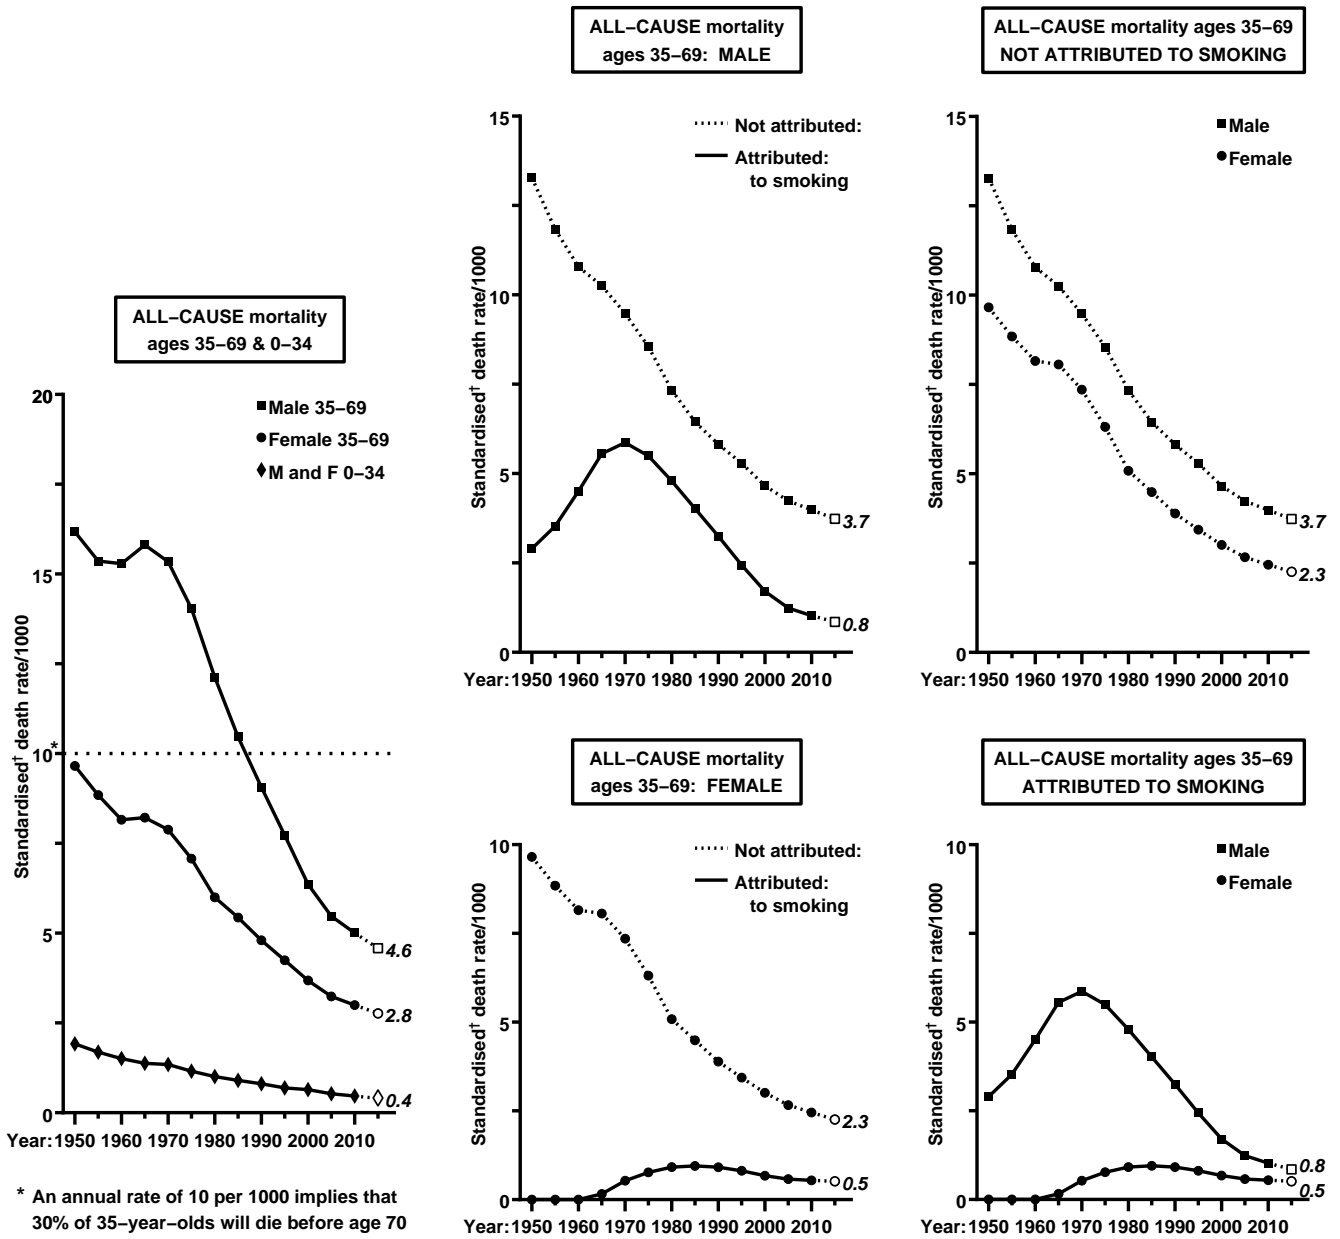 ALL–CAUSE mortality
ages 35–69 & 0–34
Male 35–69
Female 35–69
M and F 0–34
Standardised† death rate/1000
20
15
10*
5
0
4.6
2.8
0.4
Year: 1950 1960 1970 1980 1990 2000 2010
* An annual rate of 10 per 1000 implies that
30% of 35–year–olds will die before age 70
ALL–CAUSE mortality
ages 35–69: MALE
Not attributed:
Attributed:
to smoking
Standardised† death rate/1000
15
10
5
0
3.7
0.8
Year: 1950 1960 1970 1980 1990 2000 2010
ALL–CAUSE mortality ages 35–69
NOT ATTRIBUTED TO SMOKING
Male
Female
Standardised† death rate/1000
15
10
5
0
3.7
2.3
Year: 1950 1960 1970 1980 1990 2000 2010
ALL–CAUSE mortality
ages 35–69: FEMALE
Not attributed:
Attributed:
to smoking
Standardised† death rate/1000
10
5
0
2.3
0.5
Year: 1950 1960 1970 1980 1990 2000 2010
ALL–CAUSE mortality ages 35–69
ATTRIBUTED TO SMOKING
Male
Female
Standardised† death rate/1000
10
5
0
0.8
0.5
Year: 1950 1960 1970 1980 1990 2000 2010